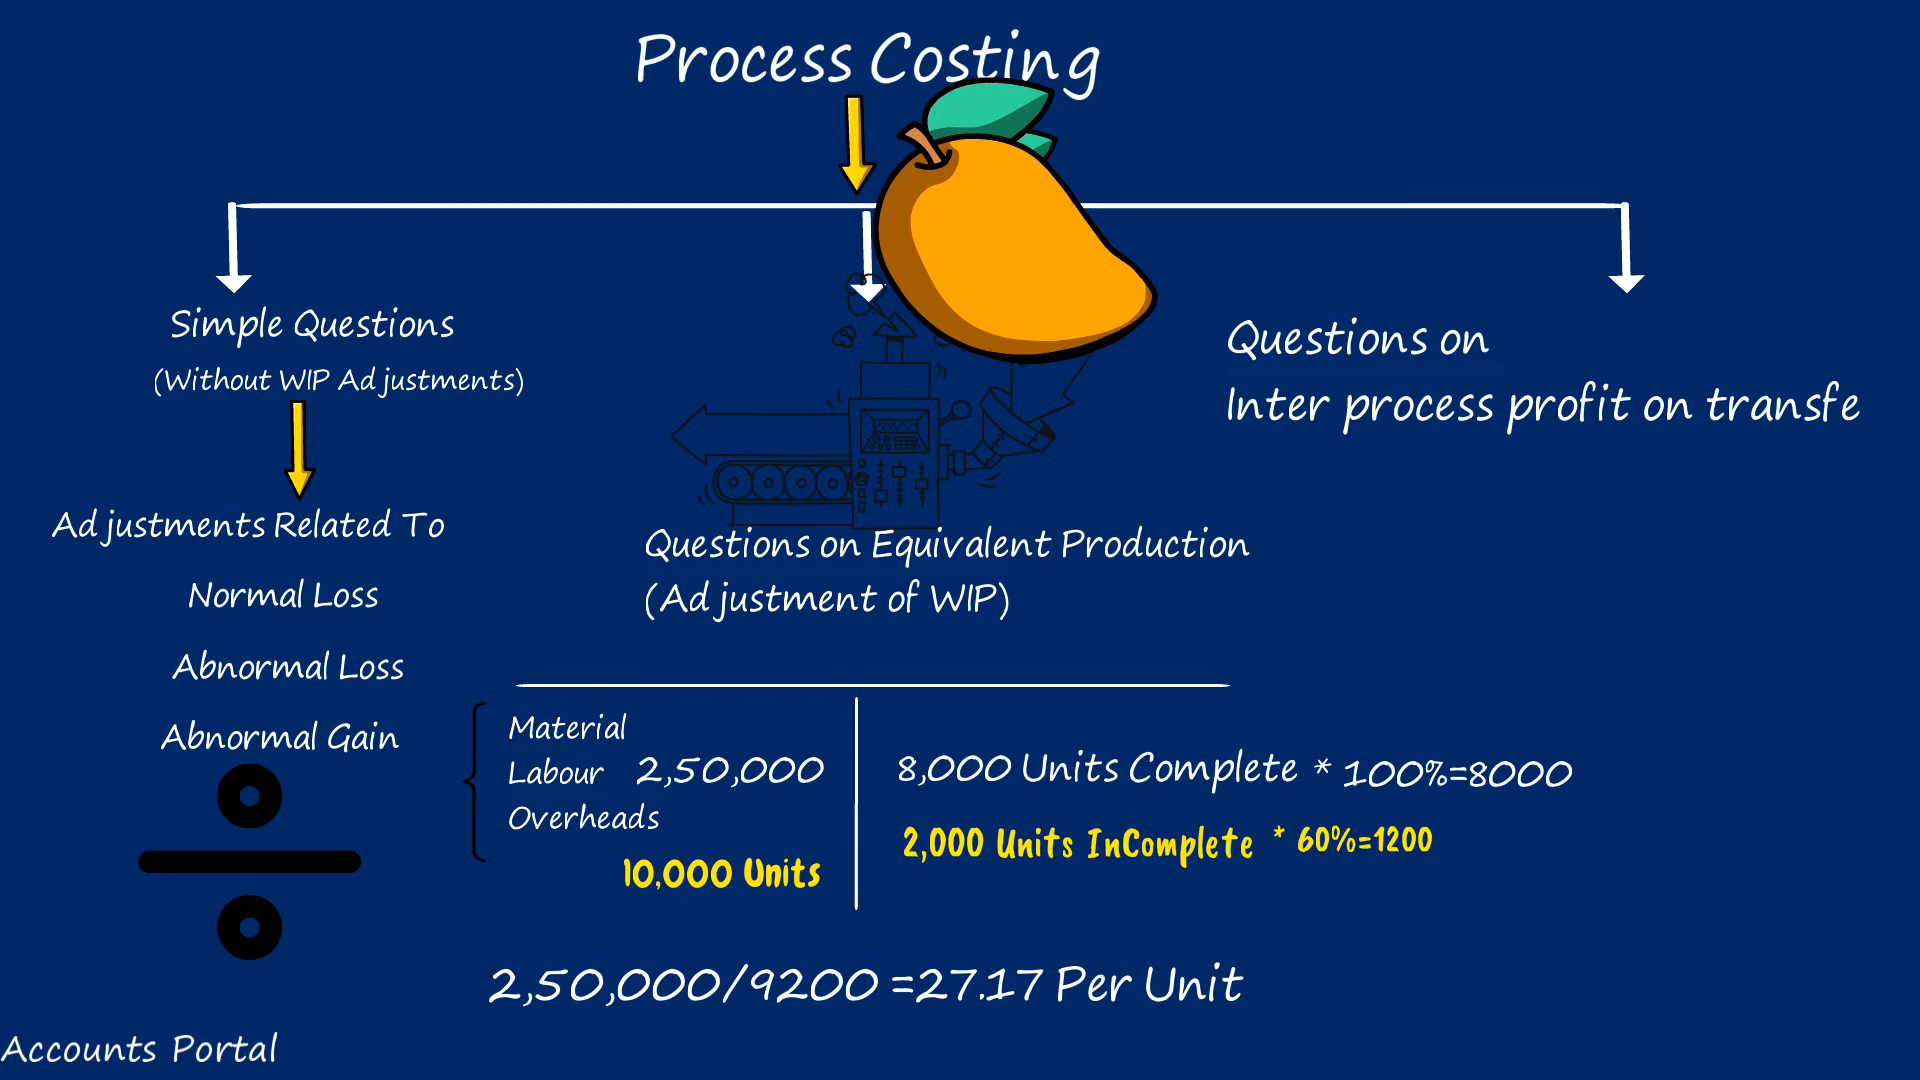 Process Costing
Simple Questions
(Without WIP Adjustments)
Adjustments Related To
Normal Loss
Abnormal Loss
Abnormal Gain
Questions on Equivalent Production
(Adjustment of WIP)
Questions on
Inter process profit on transfe
Material
Labour 2,50,000
Overheads
10,000 Units
8,000 Units Complete * 100%=8000
2,000 Units InComplete * 60%=1200
2,50,000/9200 =27.17 Per Unit
Accounts Portal